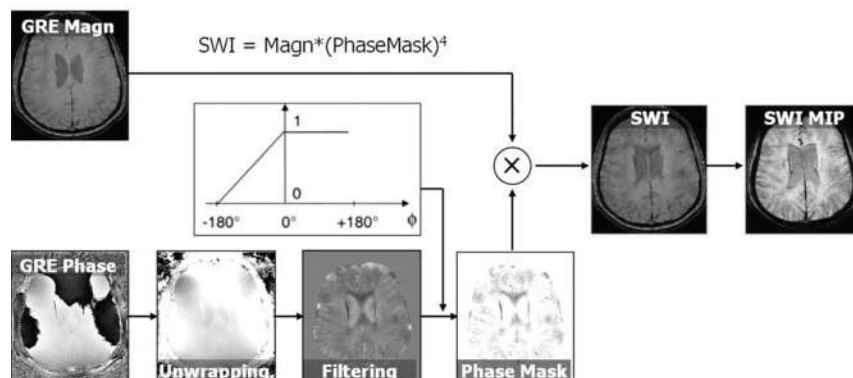 GRE Magn
SWI = Magn*(PhaseMask)⁴
1
0
-180°
0°
+180°
ϕ
SWI
SWI MIP
GRE Phase
Unwrapping,
Filtering
Phase Mask